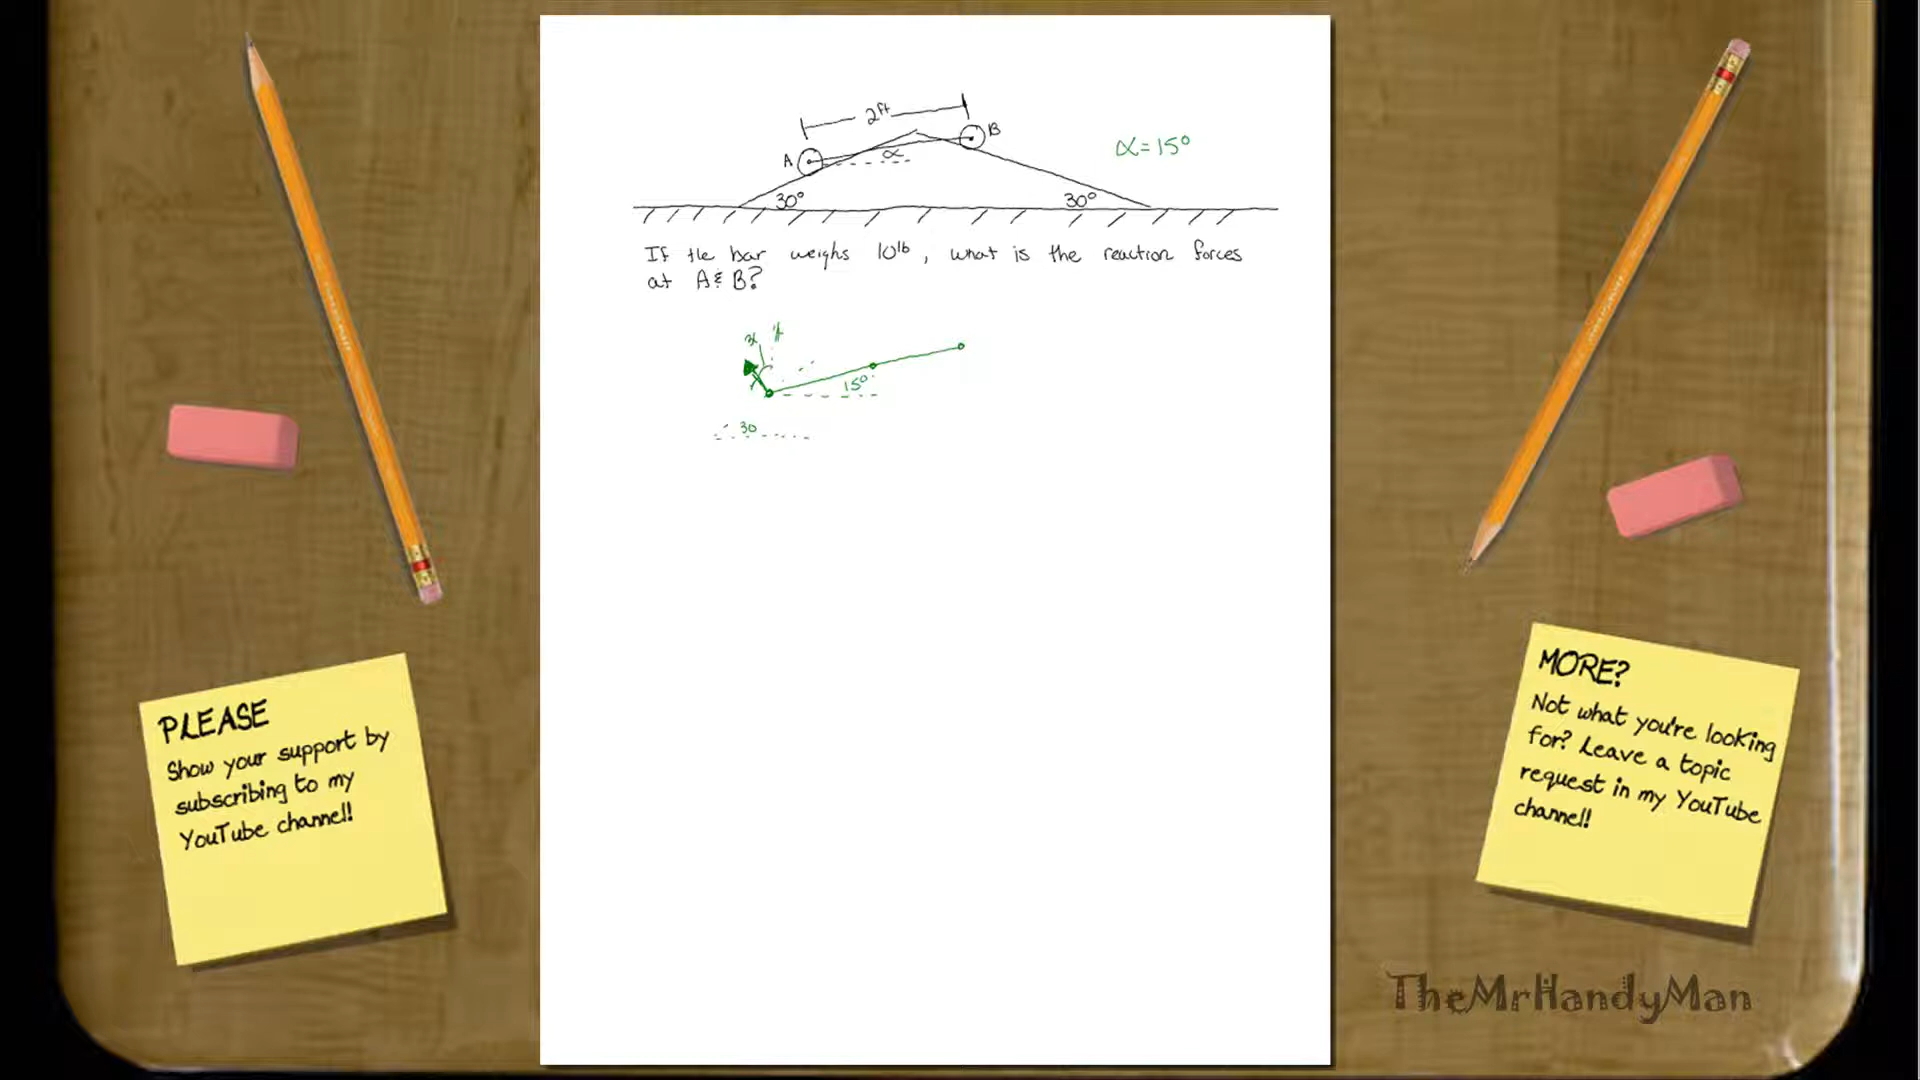 2ft
B
A
α
α=15°
30°
30°
If the bar weighs 10lb, what is the reaction forces
at A & B?
15°
30
PLEASE
Show your support by
subscribing to my
YouTube channel!
MORE?
Not what you're looking
for? Leave a topic
request in my YouTube
channel!
TheMrHandyMan